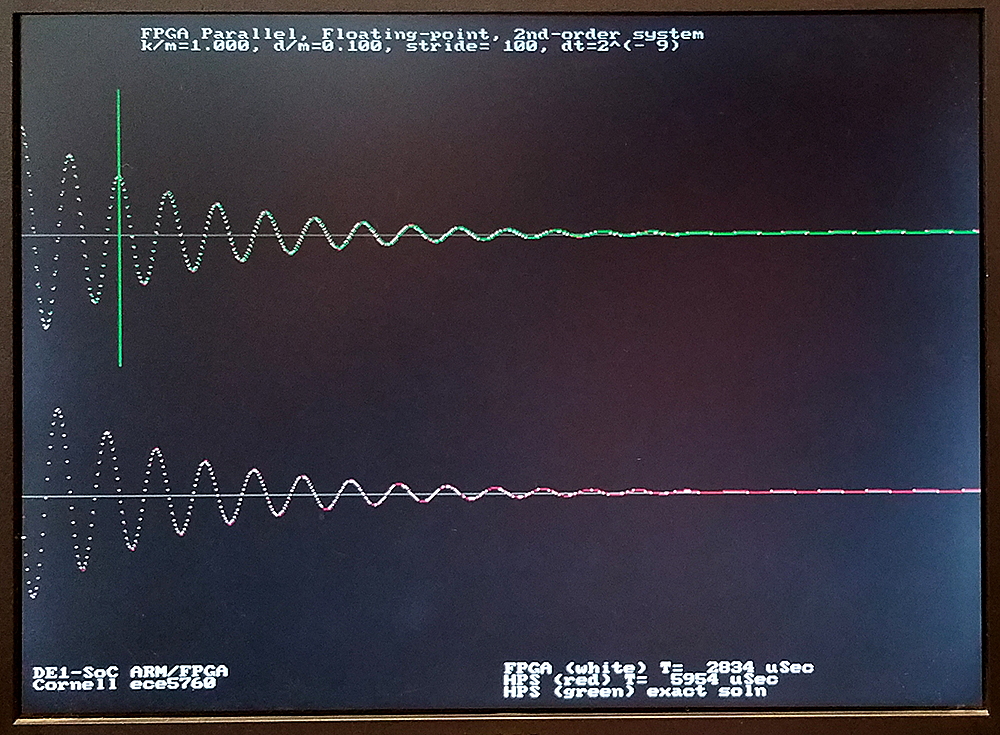 FPGA Parallel, Floating-point, 2nd-order system
k/m=1.000, d/m=0.100, stride= 100, dt=2^(- 9)
DE1-SoC ARM/FPGA
Cornell ece5760
FPGA (white) T=  2834 uSec
HPS (red) T=  5954 uSec
HPS (green) exact soln